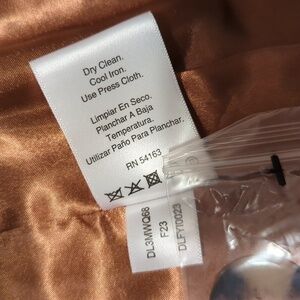 Dry Clean.
Cool Iron.
Use Press Cloth.
Limpiar En Seco.
Planchar A Baja
Temperatura.
Utilizar Paño Para Planchar.
RN 54163
DL3MWQ68
F23
DLFY0023